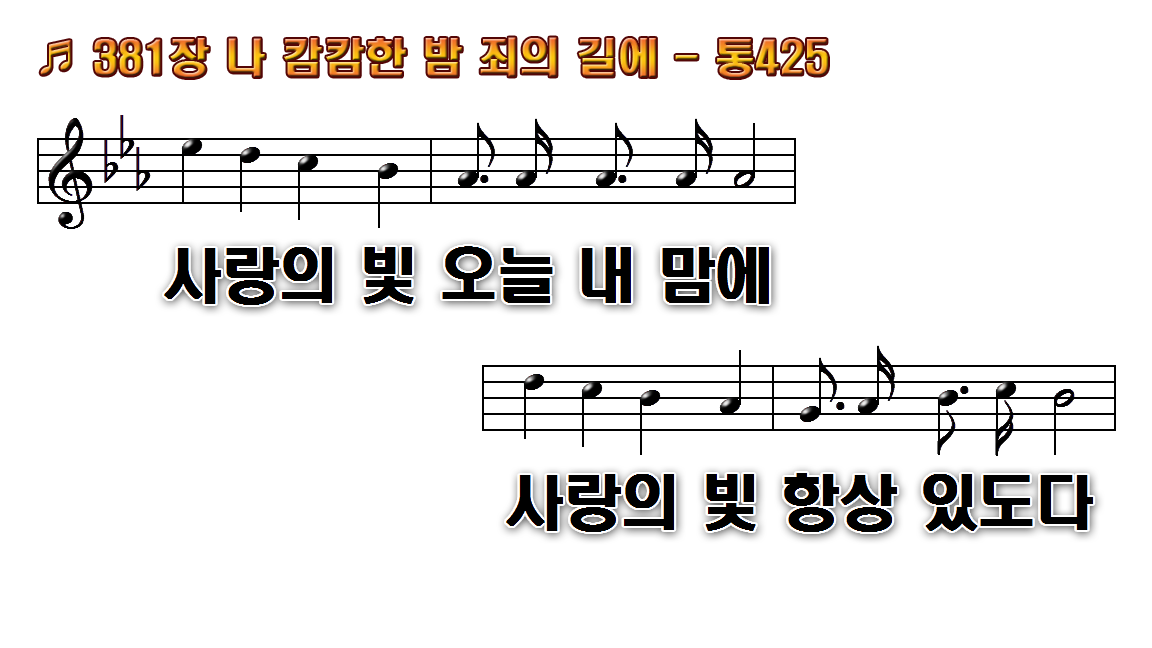 ♬ 381장 나 캄캄한 밤 죄의 길에 - 통425
사랑의 빛 오늘 내 맘에
사랑의 빛 항상 있도다